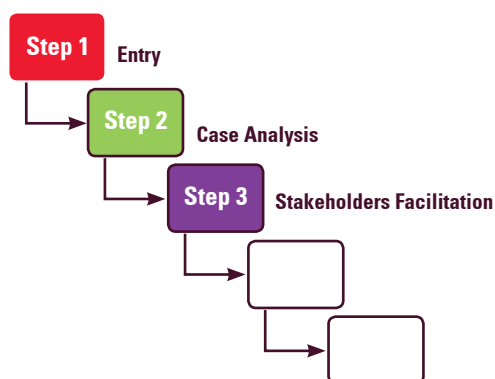 Step 1
Entry
Step 2
Case Analysis
Step 3
Stakeholders Facilitation